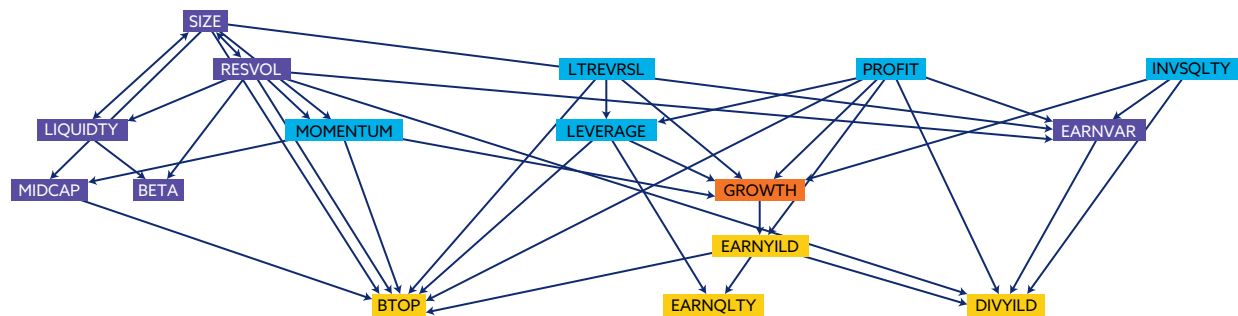 SIZE
RESVOL
LTREVRSL
PROFIT
INVSQLTY
LIQUIDTY
MOMENTUM
LEVERAGE
EARNVAR
MIDCAP
BETA
GROWTH
EARNYILD
BTOP
EARNQLTY
DIVYILD